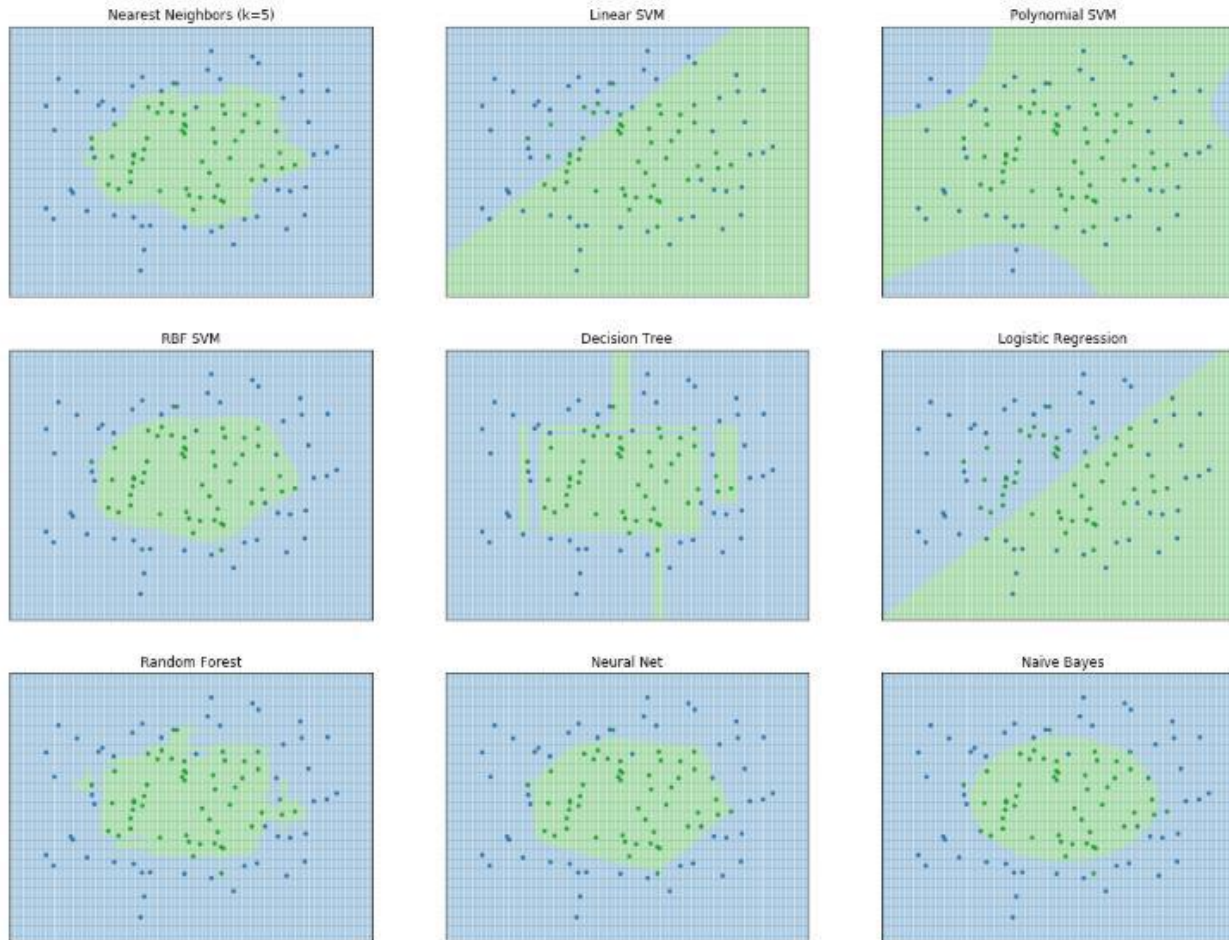 Nearest Neighbors (k=5)
Linear SVM
Polynomial SVM
RBF SVM
Decision Tree
Logistic Regression
Random Forest
Neural Net
Naive Bayes